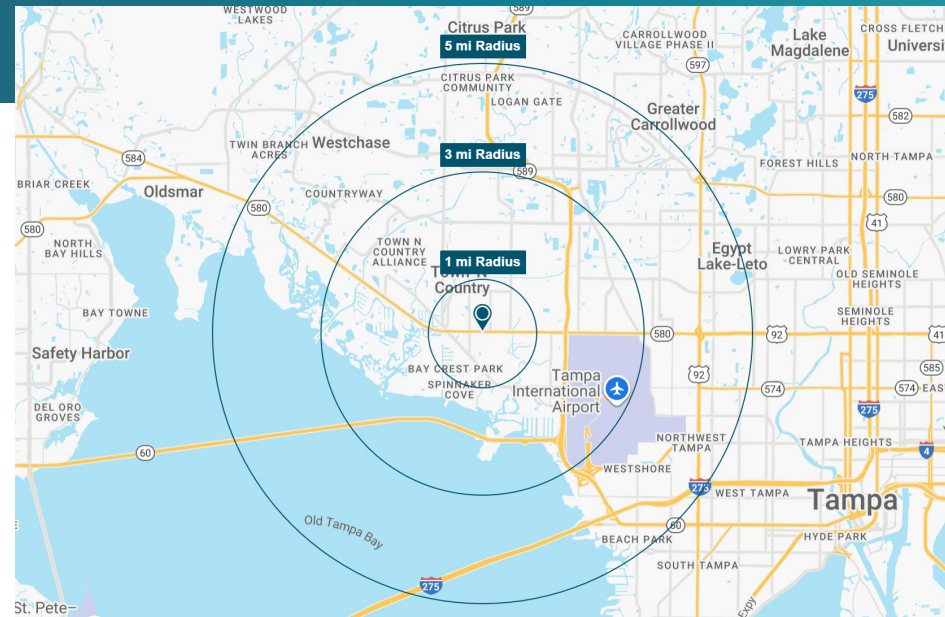 WESTWOOD
LAKES
589
Citrus Park
5 mi Radius
CARROLLWOOD
VILLAGE PHASE II
Lake
Magdalene
CROSS FLETCH
Universi
597
CITRUS PARK
COMMUNITY
LOGAN GATE
275
Greater
Carrollwood
582
TWIN BRANCH
ACRES
Westchase
584
3 mi Radius
589
FOREST HILLS
NORTH TAMPA
BRIAR CREEK
Oldsmar
COUNTRYWAY
580
580
580
41
NORTH
BAY HILLS
TOWN N
COUNTRY
ALLIANCE
1 mi Radius
Town N
Country
Egypt
Lake-Leto
LOWRY PARK
CENTRAL
OLD SEMINOLE
HEIGHTS
BAY TOWNE
SEMINOLE
HEIGHTS
580
92
41
Safety Harbor
BAY CREST PARK
SPINNAKER
COVE
Tampa
International
Airport
92
574
585
574
EAS
DEL ORO
GROVES
275
60
NORTHWEST
TAMPA
TAMPA HEIGHTS
4
WESTSHORE
275
WEST TAMPA
Tampa
Old Tampa Bay
60
BEACH PARK
HYDE PARK
SOUTH TAMPA
275
St. Pete–
Expy